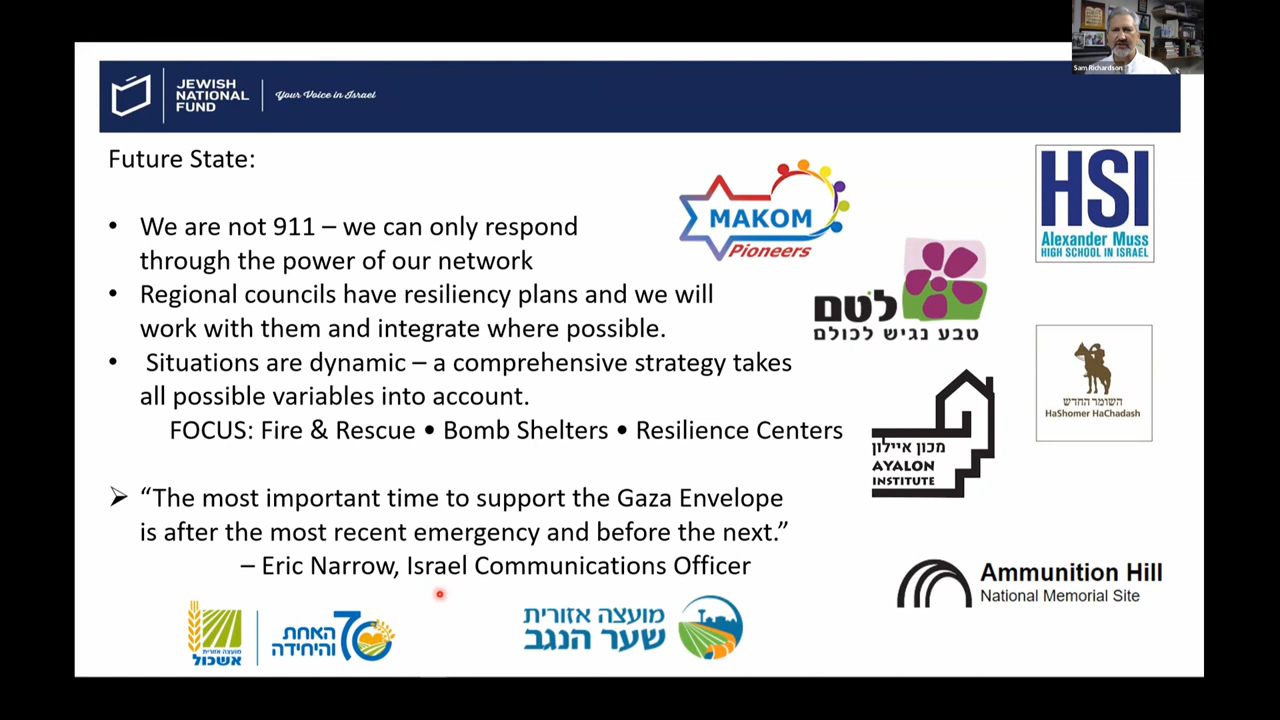 Sam Richardson
JEWISH
NATIONAL
FUND
Your Voice in Israel
Future State:
• We are not 911 – we can only respond
through the power of our network
• Regional councils have resiliency plans and we will
work with them and integrate where possible.
• Situations are dynamic – a comprehensive strategy takes
all possible variables into account.
FOCUS: Fire & Rescue • Bomb Shelters • Resilience Centers
➢ “The most important time to support the Gaza Envelope
is after the most recent emergency and before the next.”
– Eric Narrow, Israel Communications Officer
MAKOM
Pioneers
HSI
Alexander Muss
HIGH SCHOOL IN ISRAEL
לטם
טבע נגיש לכולם
השומר החדש
HaShomer HaChadash
מכון איילון
AYALON
INSTITUTE
Ammunition Hill
National Memorial Site
מועצה אזורית
אשכול
האחת
והיחידה
70
מועצה אזורית
שער הנגב